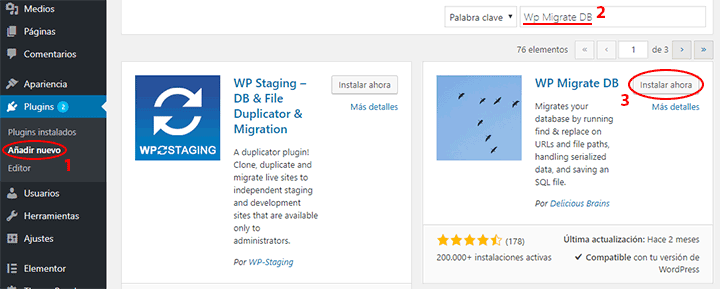 Medios
Páginas
Comentarios
Apariencia
Plugins 2
Plugins instalados
Añadir nuevo 1
Editor
Usuarios
Herramientas
Ajustes
Elementor
Palabra clave Wp Migrate DB 2
76 elementos « ‹ 1 de 3 › »
WP STAGING
WP Staging –
DB & File
Duplicator &
Migration
Instalar ahora
Más detalles
A duplicator plugin!
Clone, duplicate and
migrate live sites to
independent staging
and development
sites that are available
only to
administrators.
Por WP-Staging
WP Migrate DB
3 Instalar ahora
Más detalles
Migrates your
database by running
find & replace on
URLs and file paths,
handling serialized
data, and saving an
SQL file.
Por Delicious Brains
(178)
200.000+ instalaciones activas
Última actualización: Hace 2 meses
✓ Compatible con tu versión de
WordPress